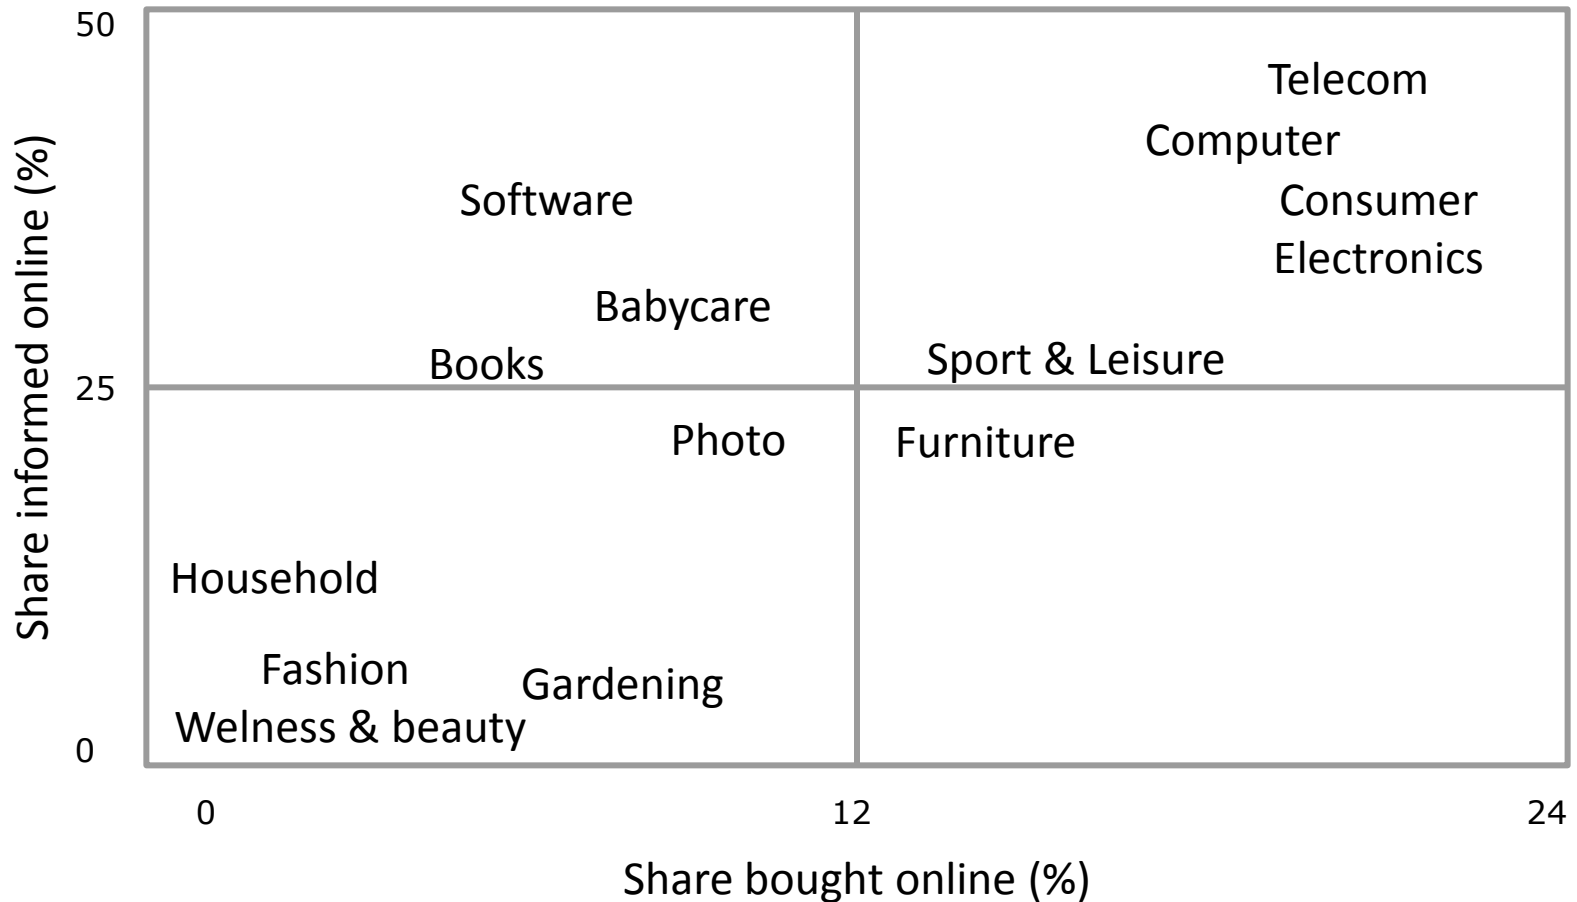 50
Telecom
Computer
Software
Consumer
Electronics
Babycare
Books
Sport & Leisure
25
Photo
Furniture
Household
Fashion
Gardening
Welness & beauty
0
0
12
24
Share bought online (%)
Share informed online (%)